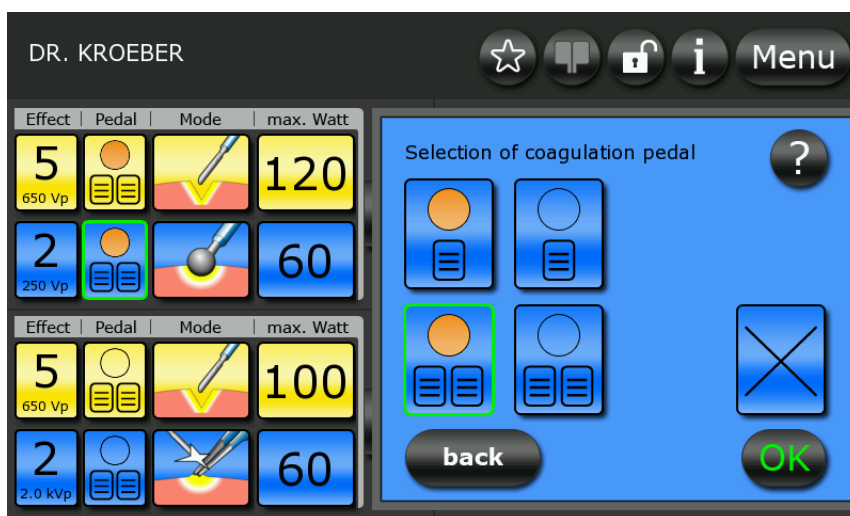 DR. KROEBER
i Menu
Effect | Pedal | Mode | max. Watt
5 120
650 Vp
2 60
250 Vp
Effect | Pedal | Mode | max. Watt
5 100
650 Vp
2 60
2.0 kVp
Selection of coagulation pedal ?
back OK